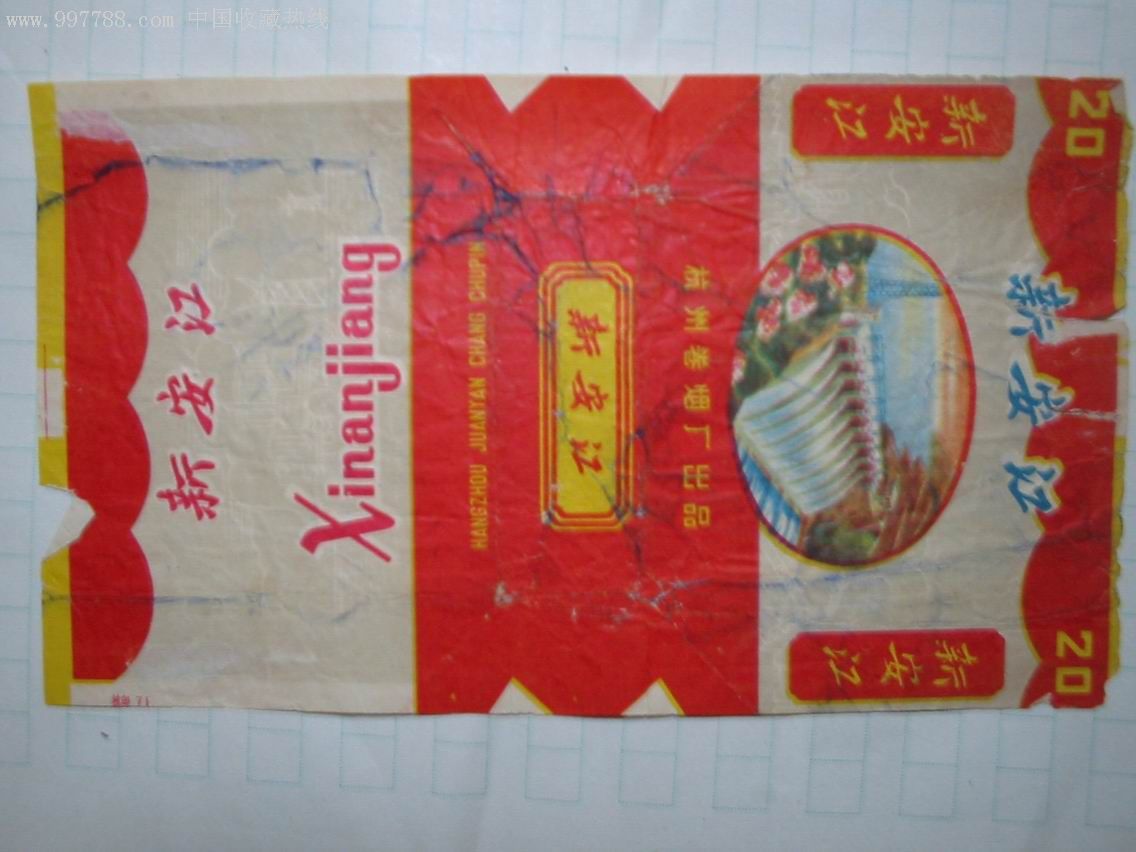 www.997788.com 中国收藏热线
新安江
Xinanjiang
HANGZHOU JUANYAN CHANG CHUPIN
新安江
杭州卷烟厂出品
新安江
新安江
新安江
20
20